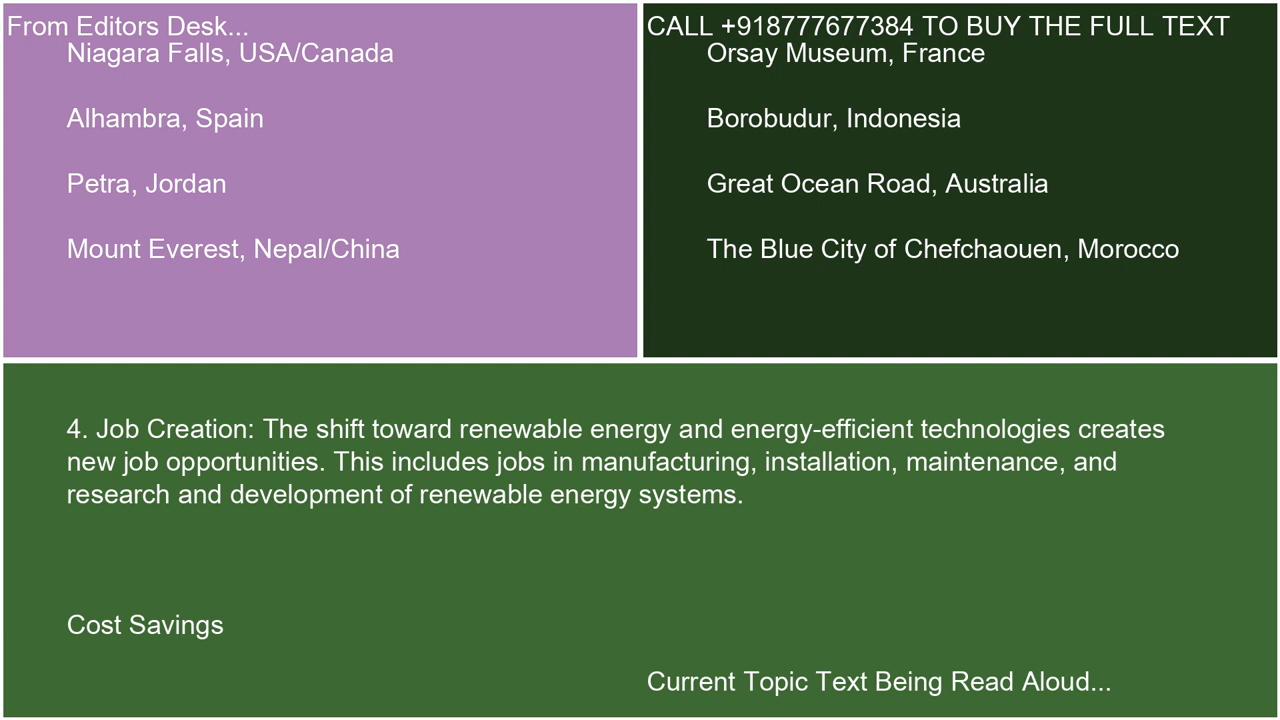 From Editors Desk...
Niagara Falls, USA/Canada
Alhambra, Spain
Petra, Jordan
Mount Everest, Nepal/China
CALL +918777677384 TO BUY THE FULL TEXT
Orsay Museum, France
Borobudur, Indonesia
Great Ocean Road, Australia
The Blue City of Chefchaouen, Morocco
4. Job Creation: The shift toward renewable energy and energy-efficient technologies creates
new job opportunities. This includes jobs in manufacturing, installation, maintenance, and
research and development of renewable energy systems.
Cost Savings
Current Topic Text Being Read Aloud...